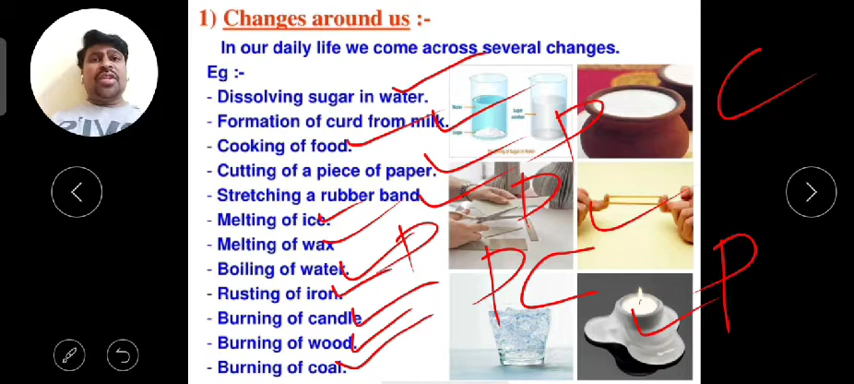 1) Changes around us :-
In our daily life we come across several changes.
Eg :-
- Dissolving sugar in water.
- Formation of curd from milk.
- Cooking of food.
- Cutting of a piece of paper.
- Stretching a rubber band
- Melting of ice.
- Melting of wax
- Boiling of water.
- Rusting of iron.
- Burning of candle
- Burning of wood.
- Burning of coal.
C
P
P
P
P C
P